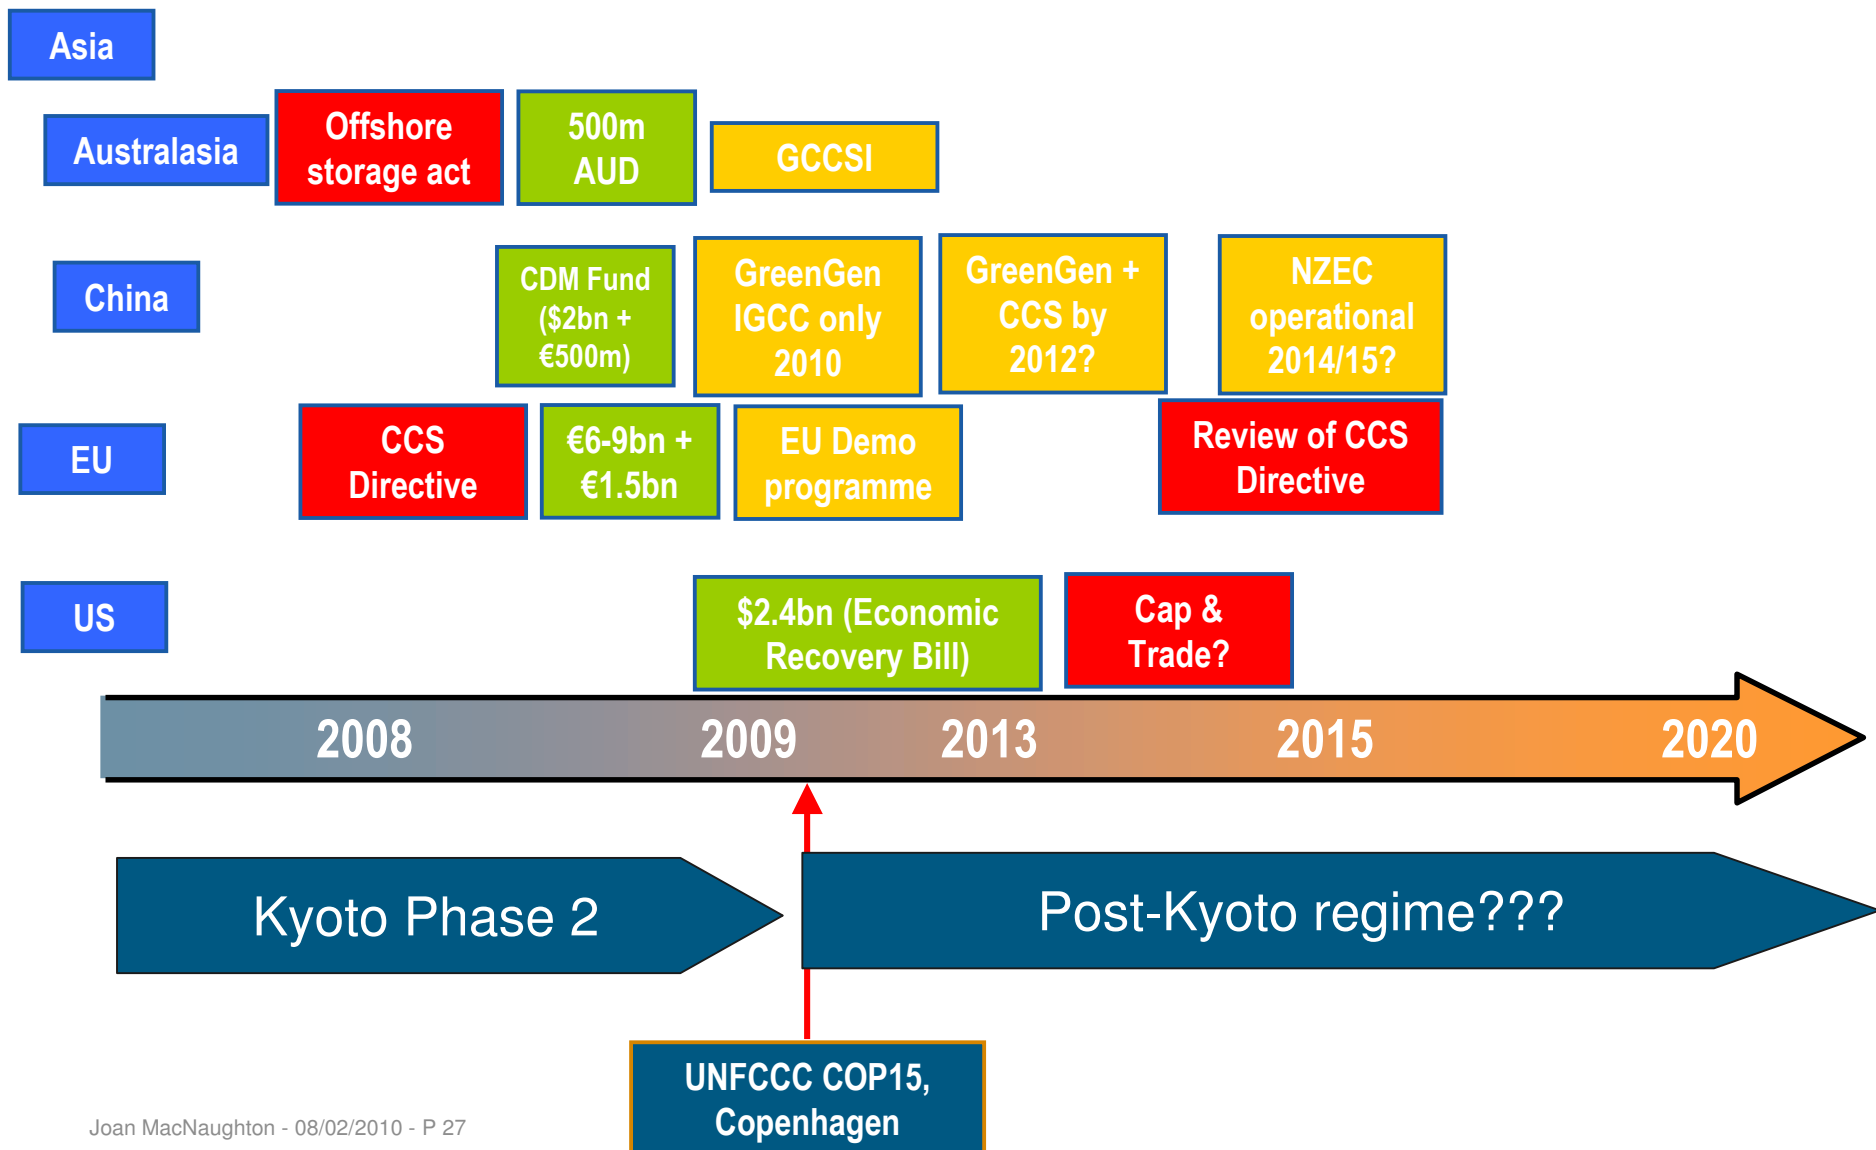 Asia
Australasia
Offshore
storage act
500m
AUD
GCCSI
China
CDM Fund
($2bn +
€500m)
GreenGen
IGCC only
2010
GreenGen +
CCS by
2012?
NZEC
operational
2014/15?
EU
CCS
Directive
€6-9bn +
€1.5bn
EU Demo
programme
Review of CCS
Directive
US
$2.4bn (Economic
Recovery Bill)
Cap &
Trade?
2008
2009
2013
2015
2020
Kyoto Phase 2
Post-Kyoto regime???
UNFCCC COP15,
Copenhagen
Joan MacNaughton - 08/02/2010 - P 27